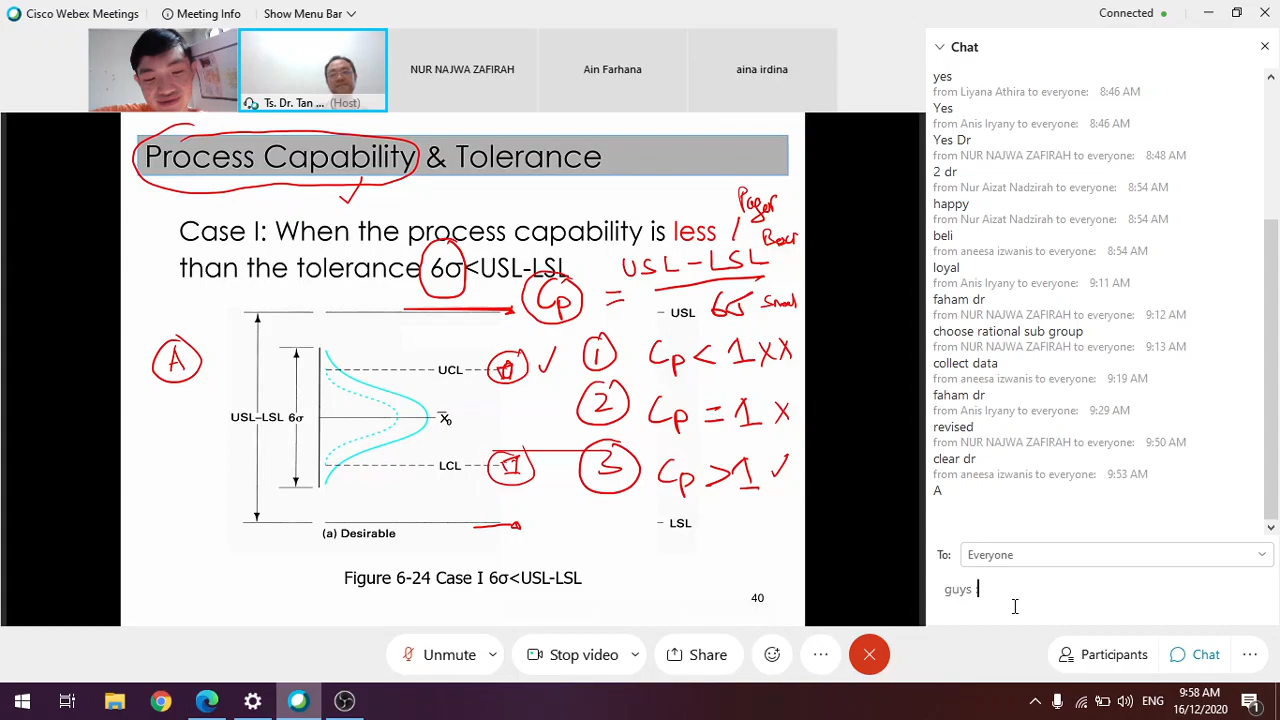 Cisco Webex Meetings
Meeting Info
Show Menu Bar
Connected
Ts. Dr. Tan ... (Host)
NUR NAJWA ZAFIRAH
Ain Farhana
aina irdina
Process Capability & Tolerance
Case I: When the process capability is less
than the tolerance 6σ<USL-LSL
Cp = USL-LSL
6σ
USL
A
UCL
USL-LSL 6σ
X̄0
LCL
LSL
(a) Desirable
1 Cp < 1 XX
2 Cp = 1 X
3 Cp > 1 ✓
Figure 6-24 Case I 6σ<USL-LSL
40
Chat
yes
from Liyana Athira to everyone: 8:46 AM
Yes
from Anis Iryany to everyone: 8:46 AM
Yes Dr
from NUR NAJWA ZAFIRAH to everyone: 8:48 AM
2 dr
from Nur Aizat Nadzirah to everyone: 8:54 AM
happy
from Nur Aizat Nadzirah to everyone: 8:54 AM
beli
from aneesa izwanis to everyone: 8:54 AM
loyal
from Anis Iryany to everyone: 9:11 AM
faham dr
from NUR NAJWA ZAFIRAH to everyone: 9:12 AM
choose rational sub group
from NUR NAJWA ZAFIRAH to everyone: 9:13 AM
collect data
from aneesa izwanis to everyone: 9:19 AM
faham dr
from Anis Iryany to everyone: 9:29 AM
revised
from NUR NAJWA ZAFIRAH to everyone: 9:50 AM
clear dr
from aneesa izwanis to everyone: 9:53 AM
A
To: Everyone
guys :
Unmute
Stop video
Share
Participants
Chat
ENG
9:58 AM
16/12/2020
1